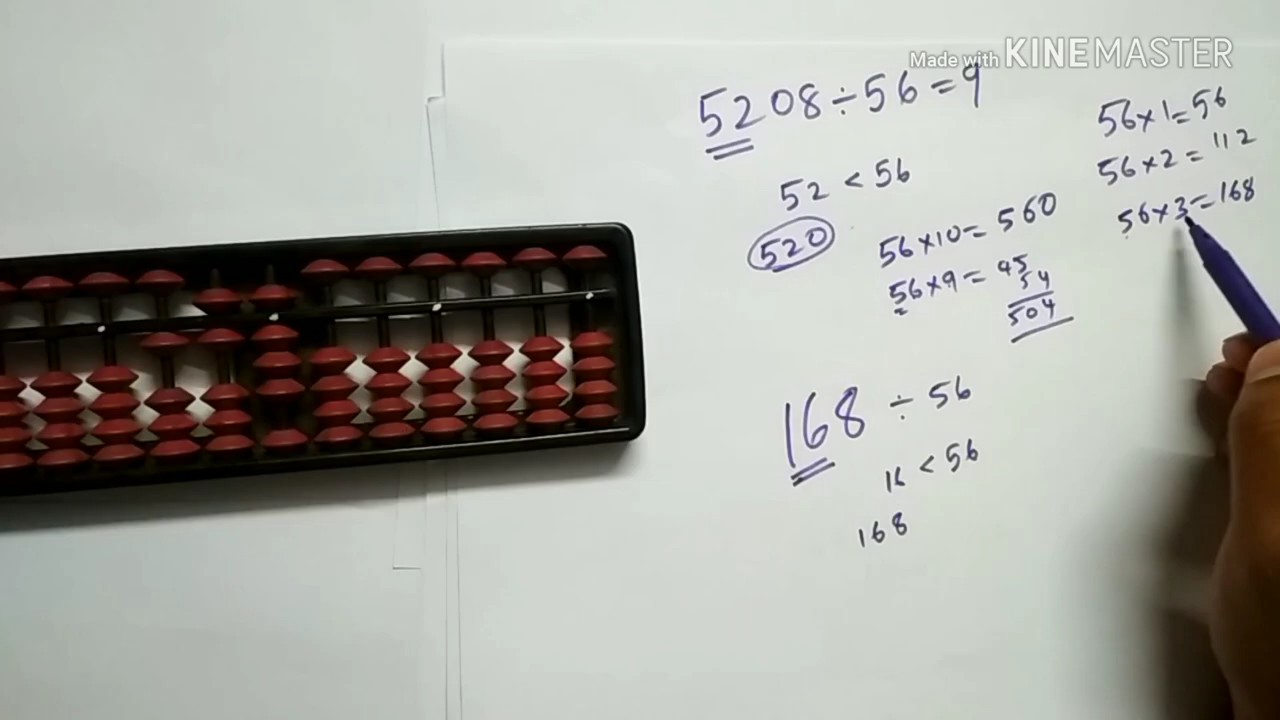 Made with KINEMASTER
5208÷56=9
52 < 56
520
56×10=560
56×9=45
54
504
56×1=56
56×2=112
56×3=168
168 ÷ 56
16 < 56
168